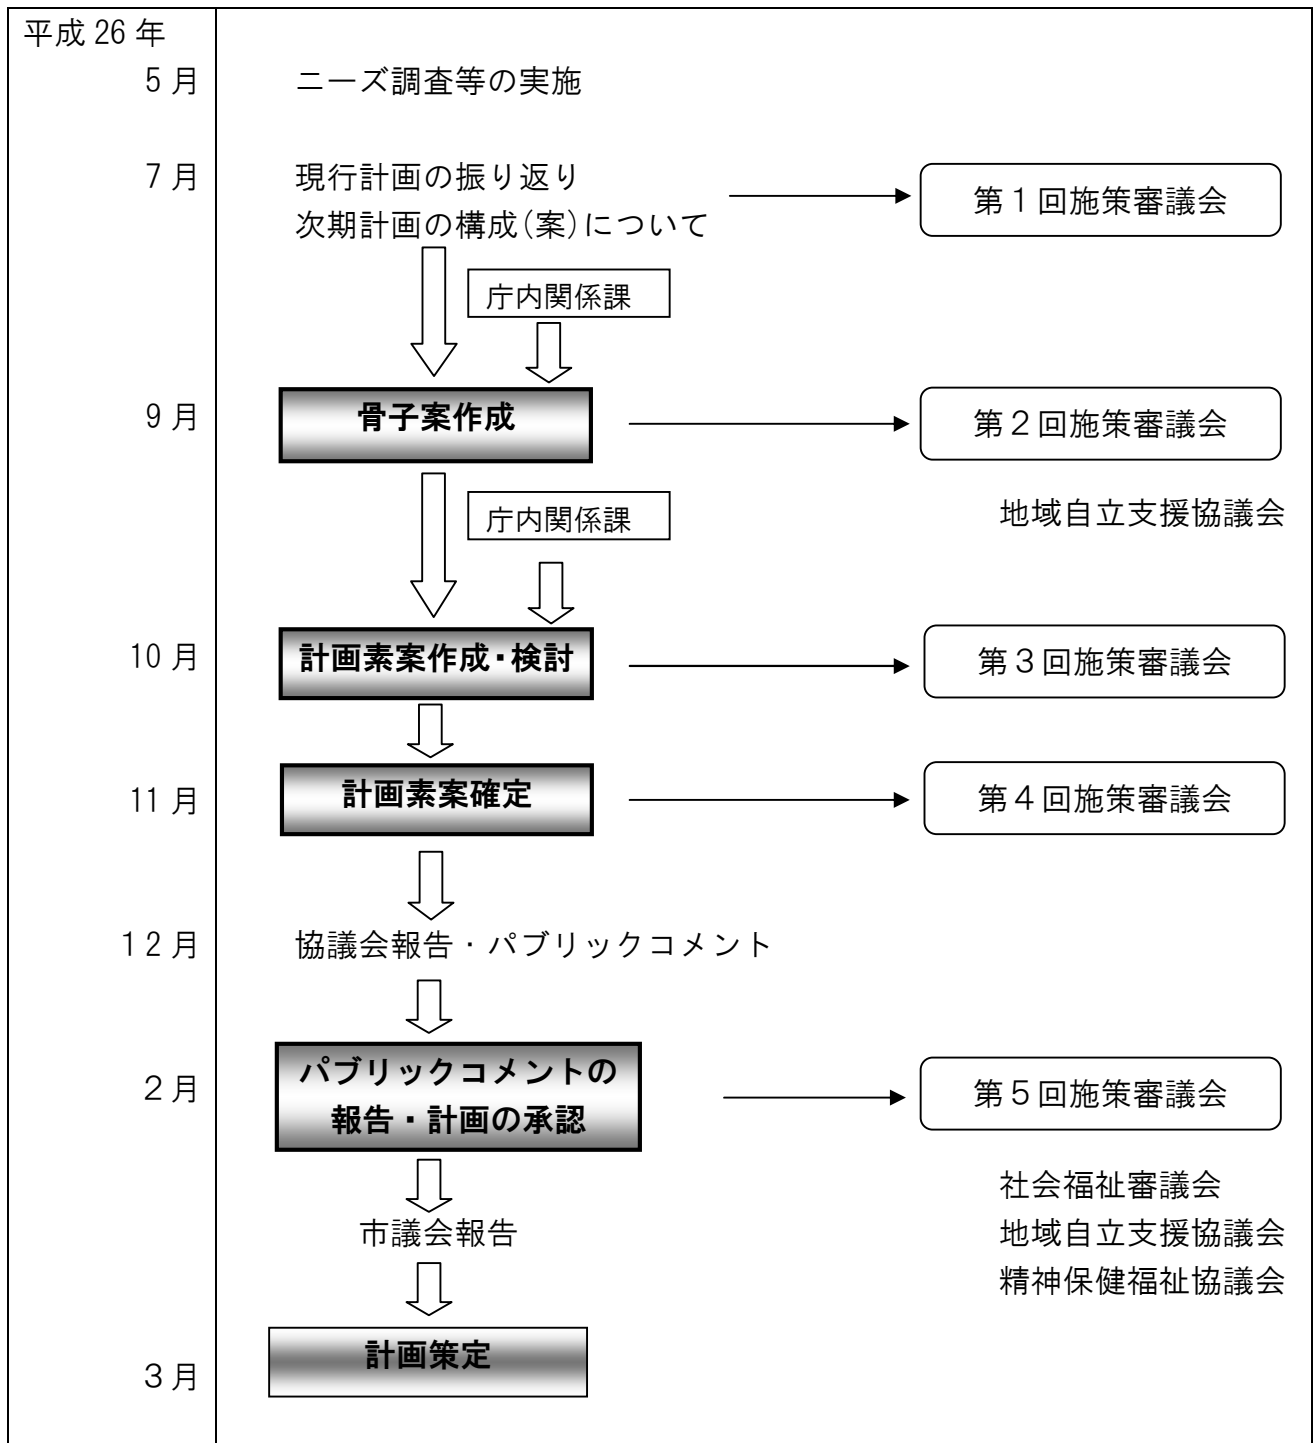 平成26年
5月
ニーズ調査等の実施
7月
現行計画の振り返り
次期計画の構成(案)について
第1回施策審議会
庁内関係課
9月
骨子案作成
第2回施策審議会
地域自立支援協議会
庁内関係課
10月
計画素案作成・検討
第3回施策審議会
11月
計画素案確定
第4回施策審議会
12月
協議会報告・パブリックコメント
2月
パブリックコメントの
報告・計画の承認
第5回施策審議会
社会福祉審議会
地域自立支援協議会
精神保健福祉協議会
市議会報告
3月
計画策定